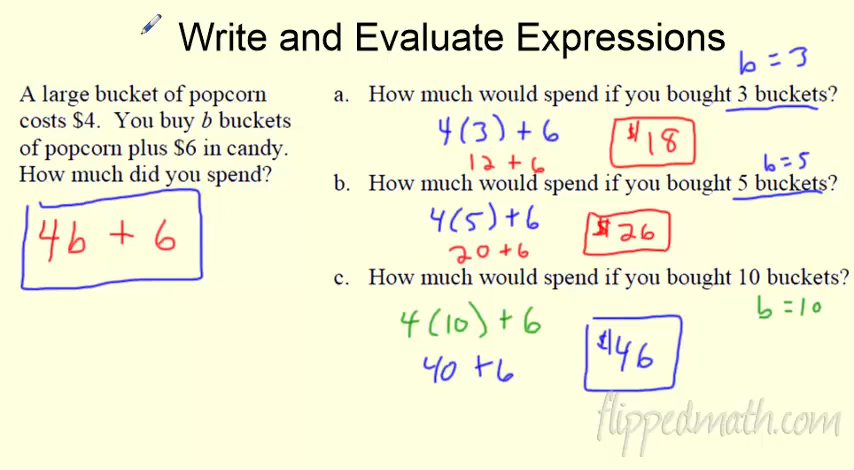 Write and Evaluate Expressions
A large bucket of popcorn
costs $4. You buy b buckets
of popcorn plus $6 in candy.
How much did you spend?
4b + 6
b = 3
a. How much would spend if you bought 3 buckets?
4(3) + 6
$18
12 + 6
b = 5
b. How much would spend if you bought 5 buckets?
4(5) + 6
$26
20 + 6
c. How much would spend if you bought 10 buckets?
b = 10
4(10) + 6
$46
40 + 6
flippedmath.com